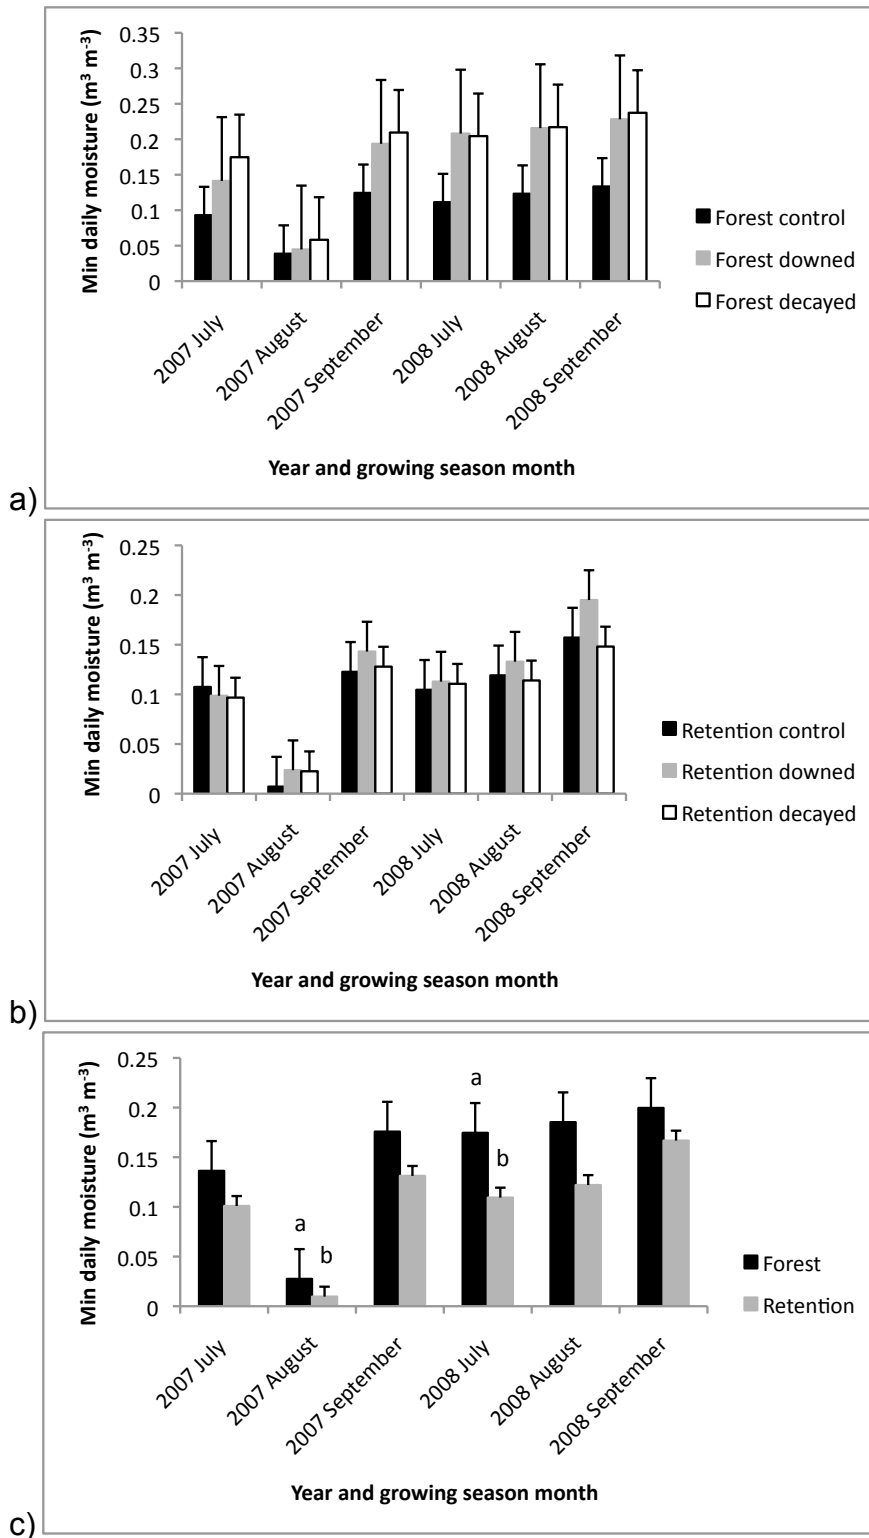 0.35
0.3
0.25
0.2
0.15
0.1
0.05
0
Min daily moisture (m³ m⁻³)
2007 July
2007 August
2007 September
2008 July
2008 August
2008 September
Year and growing season month
Forest control
Forest downed
Forest decayed
a)
0.25
0.2
0.15
0.1
0.05
0
Min daily moisture (m³ m⁻³)
2007 July
2007 August
2007 September
2008 July
2008 August
2008 September
Year and growing season month
Retention control
Retention downed
Retention decayed
b)
0.25
0.2
0.15
0.1
0.05
0
Min daily moisture (m³ m⁻³)
a
b
a
b
2007 July
2007 August
2007 September
2008 July
2008 August
2008 September
Year and growing season month
Forest
Retention
c)